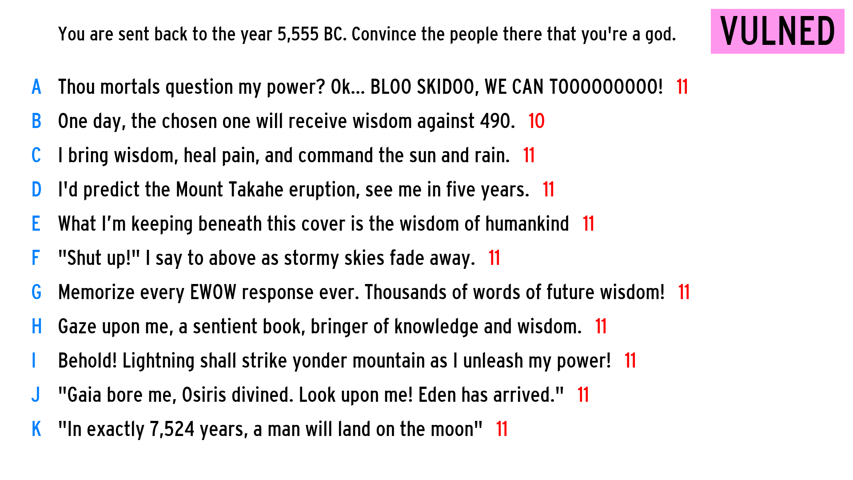 You are sent back to the year 5,555 BC. Convince the people there that you're a god.
VULNED
A Thou mortals question my power? Ok... BLOO SKIDOO, WE CAN TOOOOOOOOO! 11
B One day, the chosen one will receive wisdom against 490. 10
C I bring wisdom, heal pain, and command the sun and rain. 11
D I'd predict the Mount Takahe eruption, see me in five years. 11
E What I’m keeping beneath this cover is the wisdom of humankind 11
F "Shut up!" I say to above as stormy skies fade away. 11
G Memorize every EWOW response ever. Thousands of words of future wisdom! 11
H Gaze upon me, a sentient book, bringer of knowledge and wisdom. 11
I Behold! Lightning shall strike yonder mountain as I unleash my power! 11
J "Gaia bore me, Osiris divined. Look upon me! Eden has arrived." 11
K "In exactly 7,524 years, a man will land on the moon" 11